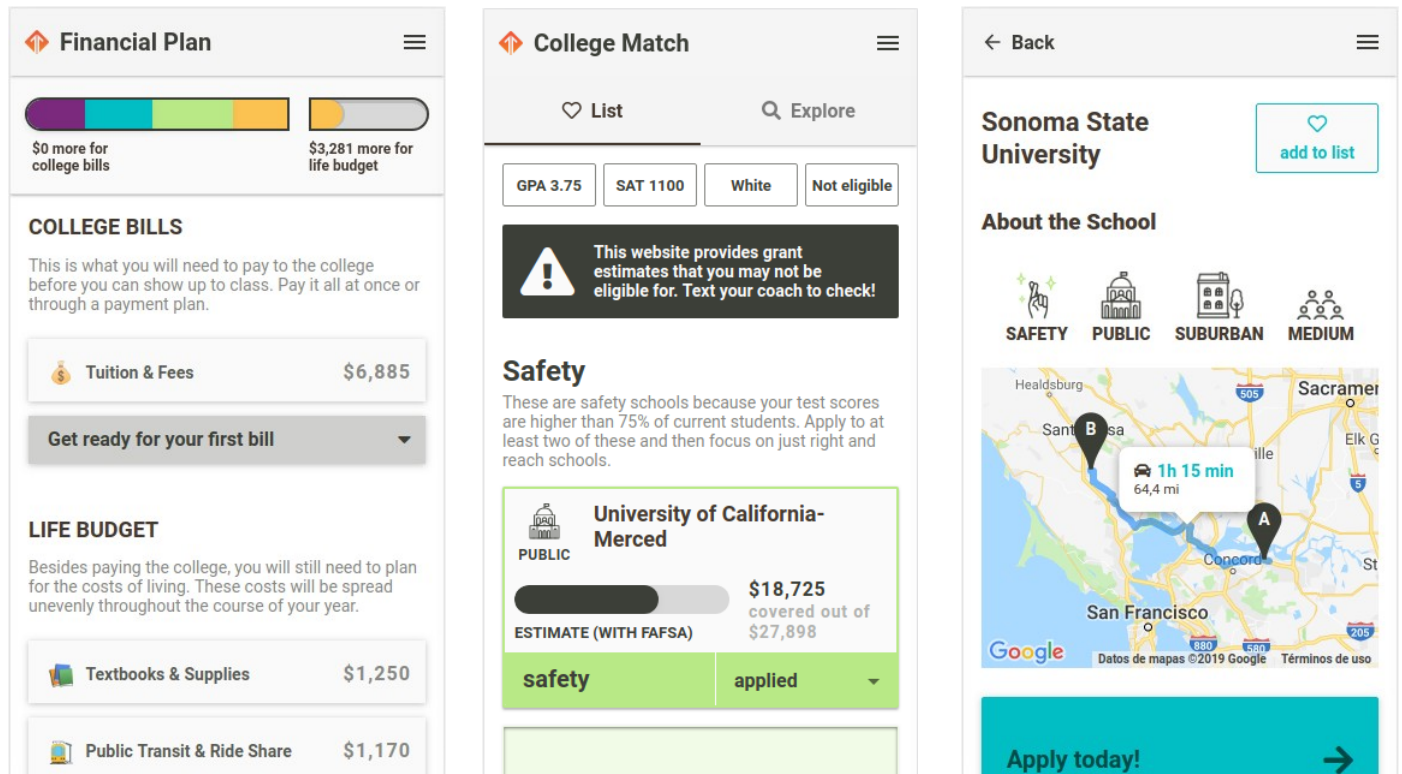 Financial Plan
$0 more for
college bills
$3,281 more for
life budget
COLLEGE BILLS
This is what you will need to pay to the college
before you can show up to class. Pay it all at once or
through a payment plan.
Tuition & Fees
$6,885
Get ready for your first bill
LIFE BUDGET
Besides paying the college, you will still need to plan
for the costs of living. These costs will be spread
unevenly throughout the course of your year.
Textbooks & Supplies
$1,250
Public Transit & Ride Share
$1,170
College Match
List
Explore
GPA 3.75
SAT 1100
White
Not eligible
This website provides grant
estimates that you may not be
eligible for. Text your coach to check!
Safety
These are safety schools because your test scores
are higher than 75% of current students. Apply to at
least two of these and then focus on just right and
reach schools.
PUBLIC
University of California-
Merced
$18,725
covered out of
$27,898
ESTIMATE (WITH FAFSA)
safety
applied
Back
Sonoma State
University
add to list
About the School
SAFETY
PUBLIC
SUBURBAN
MEDIUM
Healdsburg
505
Sacramen
Sant
B
sa
Elk G
ille
1h 15 min
64,4 mi
5
A
Concord
St
San Francisco
880
580
205
Google
Datos de mapas ©2019 Google
Términos de uso
Apply today!